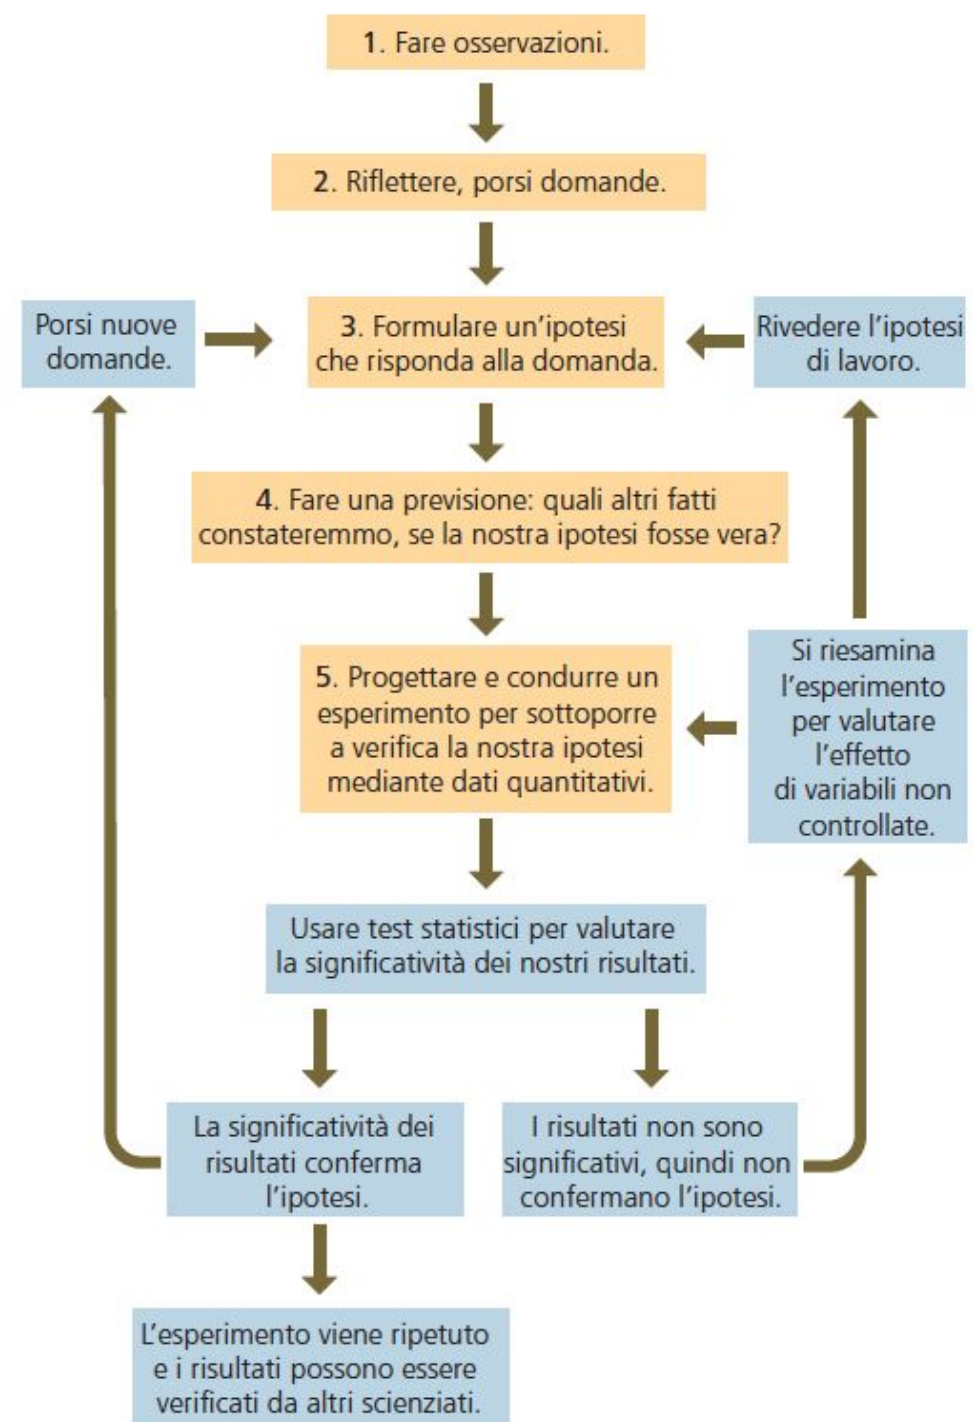 1. Fare osservazioni.
2. Riflettere, porsi domande.
Porsi nuove
domande.
3. Formulare un'ipotesi
che risponda alla domanda.
Rivedere l'ipotesi
di lavoro.
4. Fare una previsione: quali altri fatti
constateremmo, se la nostra ipotesi fosse vera?
5. Progettare e condurre un
esperimento per sottoporre
a verifica la nostra ipotesi
mediante dati quantitativi.
Si riesamina
l'esperimento
per valutare
l'effetto
di variabili non
controllate.
Usare test statistici per valutare
la significatività dei nostri risultati.
La significatività dei
risultati conferma
l'ipotesi.
I risultati non sono
significativi, quindi non
confermano l'ipotesi.
L'esperimento viene ripetuto
e i risultati possono essere
verificati da altri scienziati.